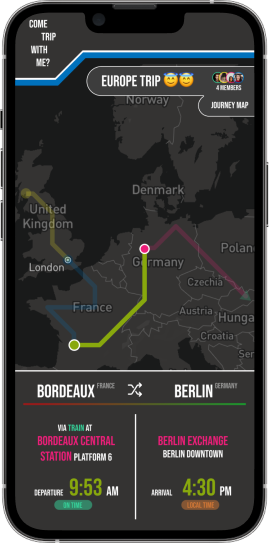 COME
TRIP
WITH
ME?
EUROPE TRIP 😇😇
4 MEMBERS
JOURNEY MAP
Norway
Denmark
United
Kingdom
London
Germany
Poland
Czechia
France
Austria
Hunga
Croatia
Ser
BORDEAUX FRANCE
BERLIN GERMANY
VIA TRAIN AT
BORDEAUX CENTRAL
STATION PLATFORM 6
DEPARTURE 9:53 AM
ON TIME
BERLIN EXCHANGE
BERLIN DOWNTOWN
ARRIVAL 4:30 PM
LOCAL TIME